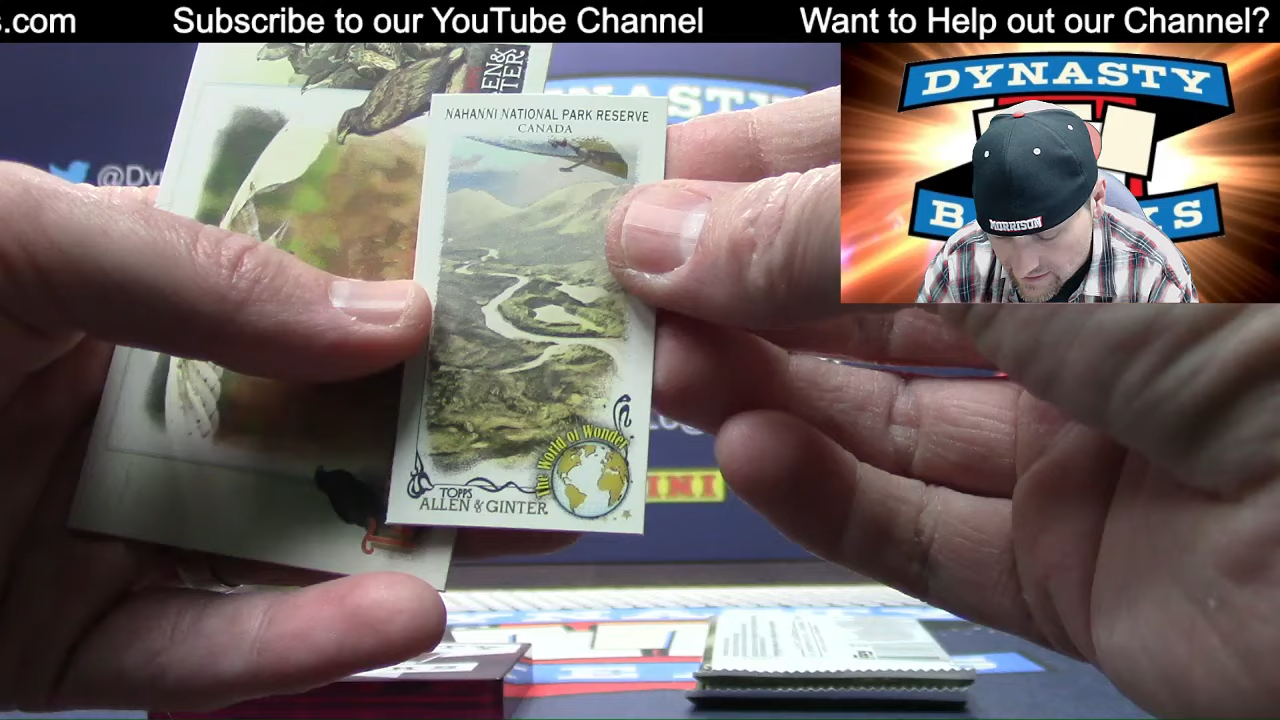 s.com
Subscribe to our YouTube Channel
Want to Help out our Channel?
DYNASTY
MORRISON
@Dy
NAHANNI NATIONAL PARK RESERVE
CANADA
The World of Wonder
TOPPS
ALLEN & GINTER